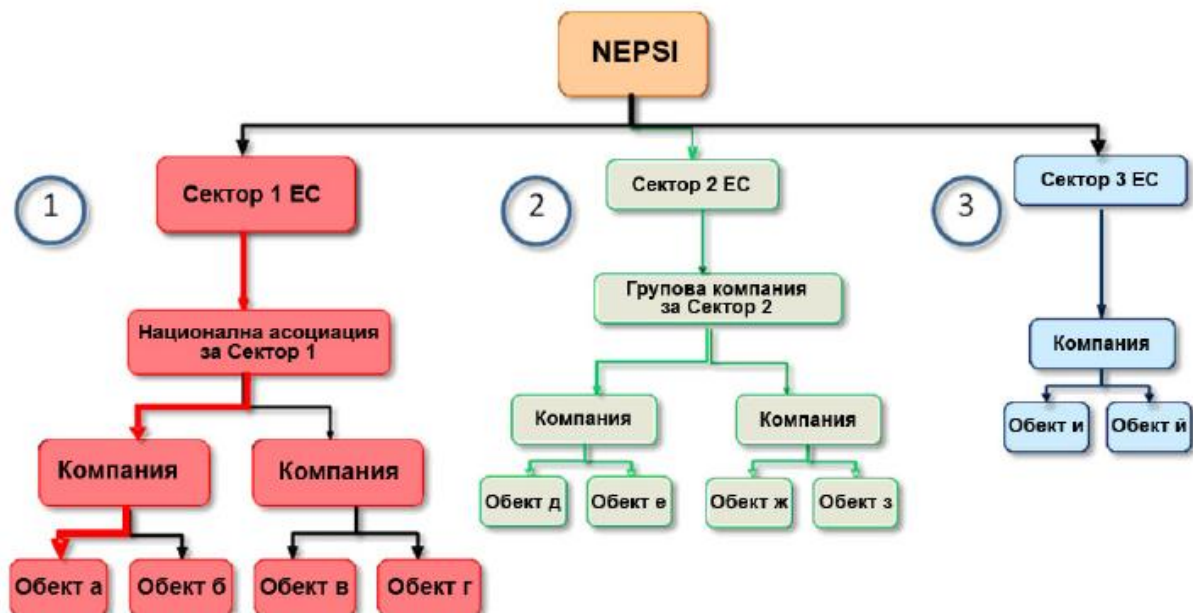 NEPSI
1
Сектор 1 ЕС
2
Сектор 2 ЕС
3
Сектор 3 ЕС
Национална асоциация
за Сектор 1
Групова компания
за Сектор 2
Компания
Компания
Компания
Компания
Компания
Обект а
Обект б
Обект в
Обект г
Обект д
Обект е
Обект ж
Обект з
Обект и
Обект й